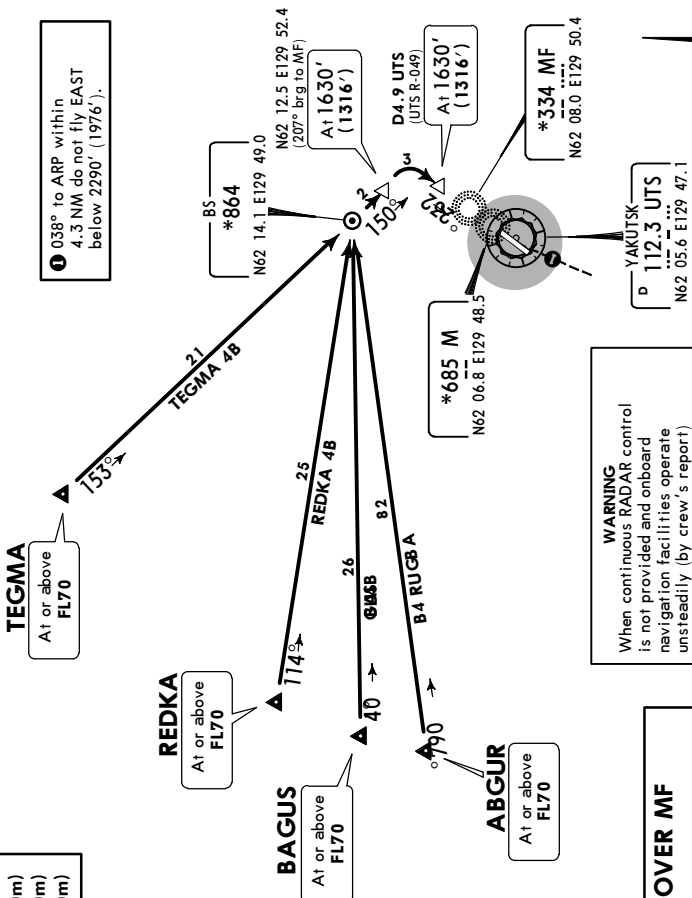 ❶ 038° to ARP within
4.3 NM do not fly EAST
below 2290' (1976').
BS
*864
N62 14.1 E129 49.0
N62 12.5 E129 52.4
(207° brg to MF)
At 1630'
(1316')
D4.9 UTS
(UTS R-049)
At 1630'
(1316')
*334 MF
N62 08.0 E129 50.4
YAKUTSK
D 112.3 UTS
N62 05.6 E129 47.1
*685 M
N62 06.8 E129 48.5
2
150°
3
❶
TEGMA
At or above
FL70
153°
21
TEGMA 4B
REDKA
At or above
FL70
114°
25
REDKA 4B
BAGUS
At or above
FL70
26
ABGUR
At or above
FL70
WARNING
When continuous RADAR control
is not provided and onboard
navigation facilities operate
unsteadily (by crew's report)
OVER MF
m)
m)
m)